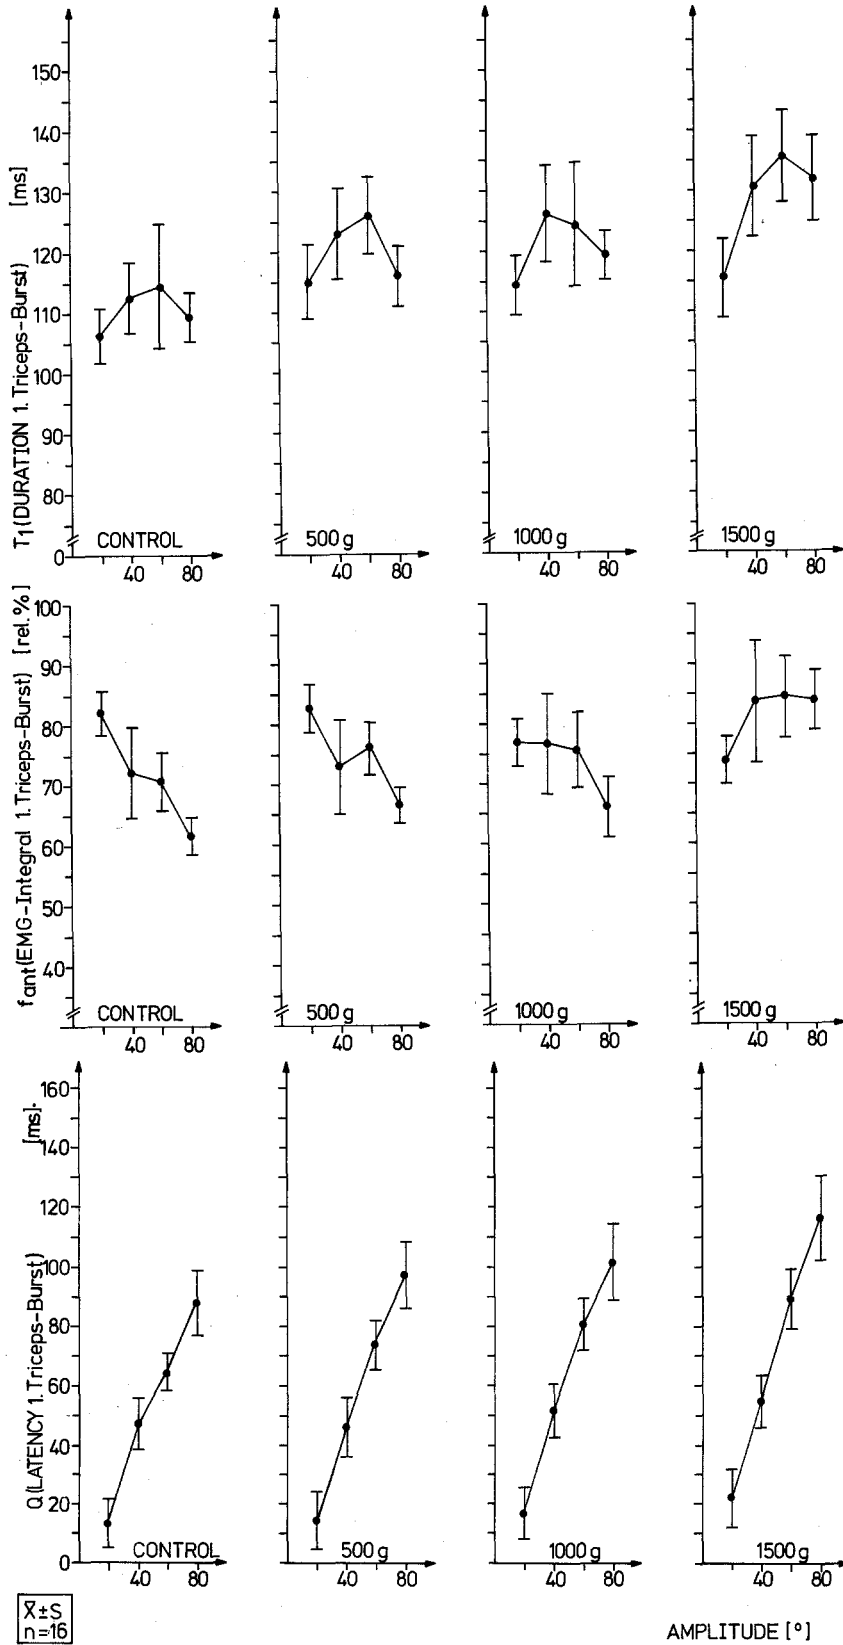 T1 (DURATION 1. Triceps-Burst) [ms]
150
140
130
120
110
100
90
80
0
CONTROL
500 g
1000 g
1500 g
40 80
40 80
40 80
40 80
fant (EMG-Integral 1. Triceps-Burst) [rel. %]
100
90
80
70
60
50
40
CONTROL
500 g
1000 g
1500 g
40 80
40 80
40 80
40 80
Q (LATENCY 1. Triceps-Burst) [ms].
160
140
120
100
80
60
40
20
0
CONTROL
500 g
1000 g
1500 g
40 80
40 80
40 80
40 80
X̄±S
n=16
AMPLITUDE [°]